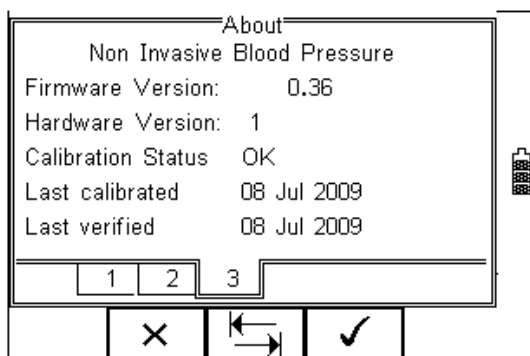 About
Non Invasive Blood Pressure
Firmware Version: 0.36
Hardware Version: 1
Calibration Status OK
Last calibrated 08 Jul 2009
Last verified 08 Jul 2009
1 2 3